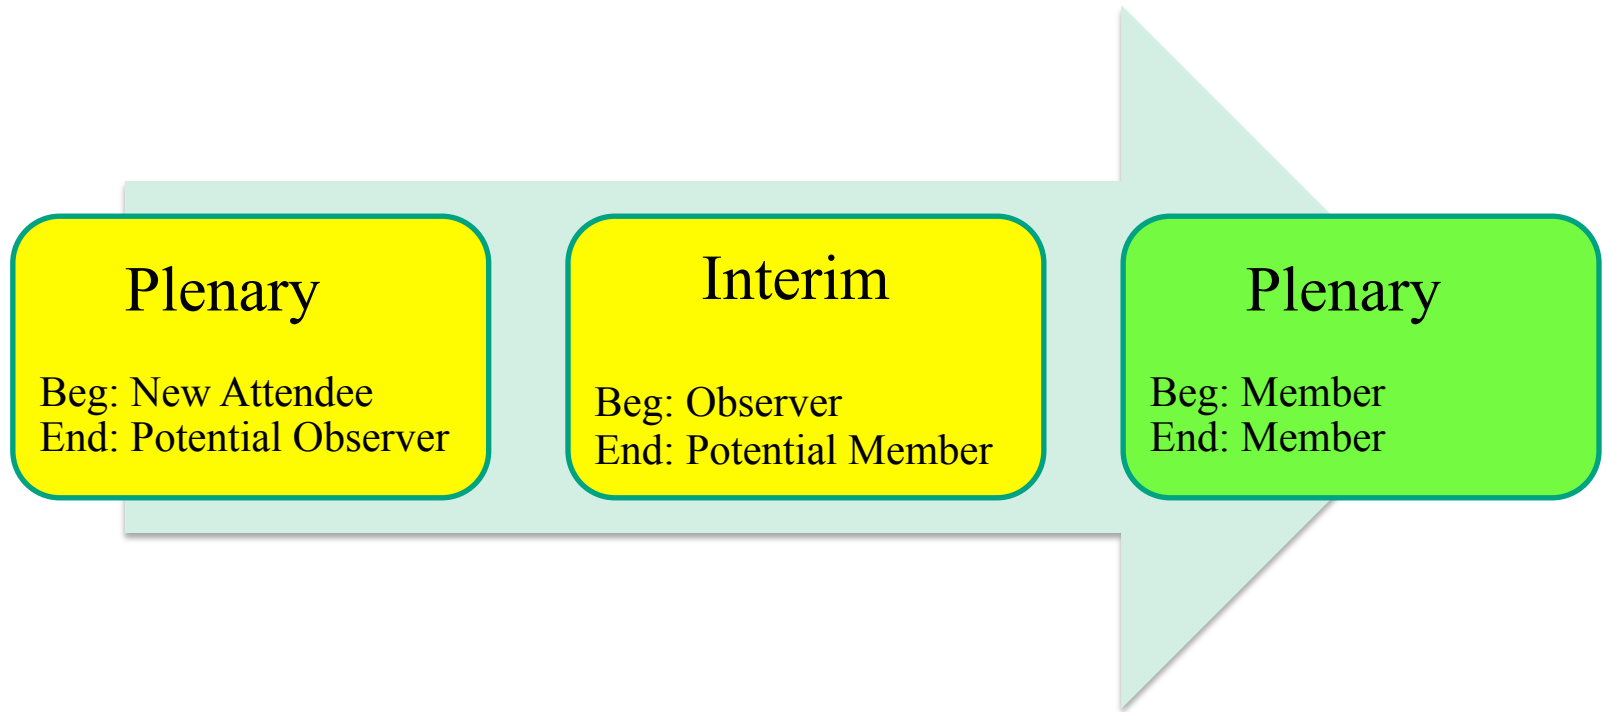 Plenary
Beg: New Attendee
End: Potential Observer
Interim
Beg: Observer
End: Potential Member
Plenary
Beg: Member
End: Member